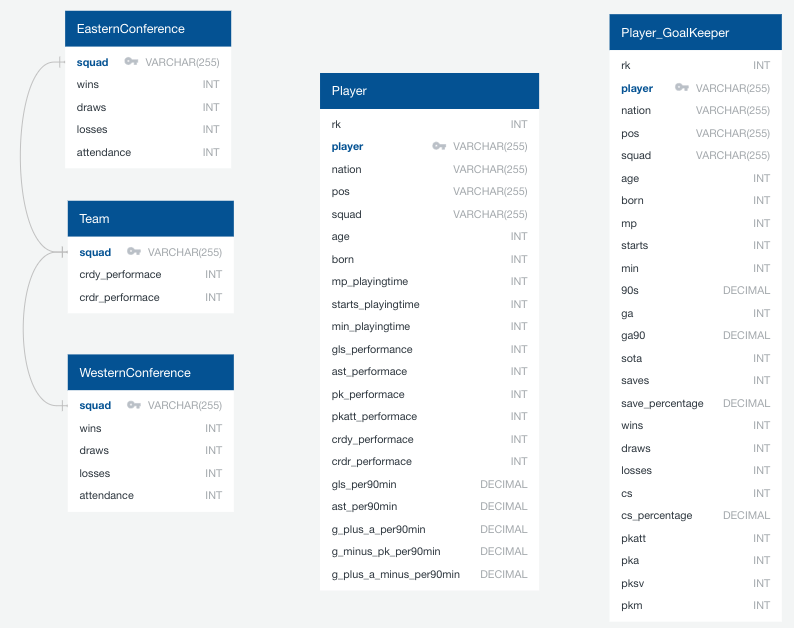 EasternConference
squad VARCHAR(255)
wins INT
draws INT
losses INT
attendance INT
Team
squad VARCHAR(255)
crdy_performace INT
crdr_performace INT
WesternConference
squad VARCHAR(255)
wins INT
draws INT
losses INT
attendance INT
Player
rk INT
player VARCHAR(255)
nation VARCHAR(255)
pos VARCHAR(255)
squad VARCHAR(255)
age INT
born INT
mp_playingtime INT
starts_playingtime INT
min_playingtime INT
gls_performance INT
ast_performace INT
pk_performace INT
pkatt_performace INT
crdy_performace INT
crdr_performace INT
gls_per90min DECIMAL
ast_per90min DECIMAL
g_plus_a_per90min DECIMAL
g_minus_pk_per90min DECIMAL
g_plus_a_minus_per90min DECIMAL
Player_GoalKeeper
rk INT
player VARCHAR(255)
nation VARCHAR(255)
pos VARCHAR(255)
squad VARCHAR(255)
age INT
born INT
mp INT
starts INT
min INT
90s DECIMAL
ga INT
ga90 DECIMAL
sota INT
saves INT
save_percentage DECIMAL
wins INT
draws INT
losses INT
cs INT
cs_percentage DECIMAL
pkatt INT
pka INT
pksv INT
pkm INT